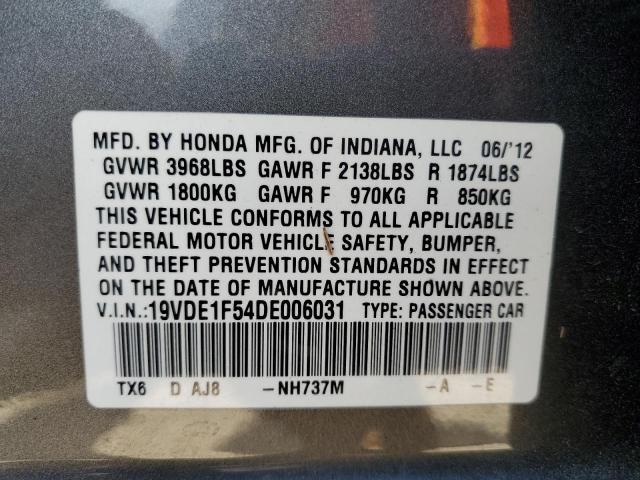 MFD. BY HONDA MFG. OF INDIANA, LLC 06/'12
GVWR 3968LBS GAWR F 2138LBS R 1874LBS
GVWR 1800KG GAWR F 970KG R 850KG
THIS VEHICLE CONFORMS TO ALL APPLICABLE
FEDERAL MOTOR VEHICLE SAFETY, BUMPER,
AND THEFT PREVENTION STANDARDS IN EFFECT
ON THE DATE OF MANUFACTURE SHOWN ABOVE.
V.I.N.:19VDE1F54DE006031 TYPE: PASSENGER CAR
TX6 D AJ8 -NH737M -A -E